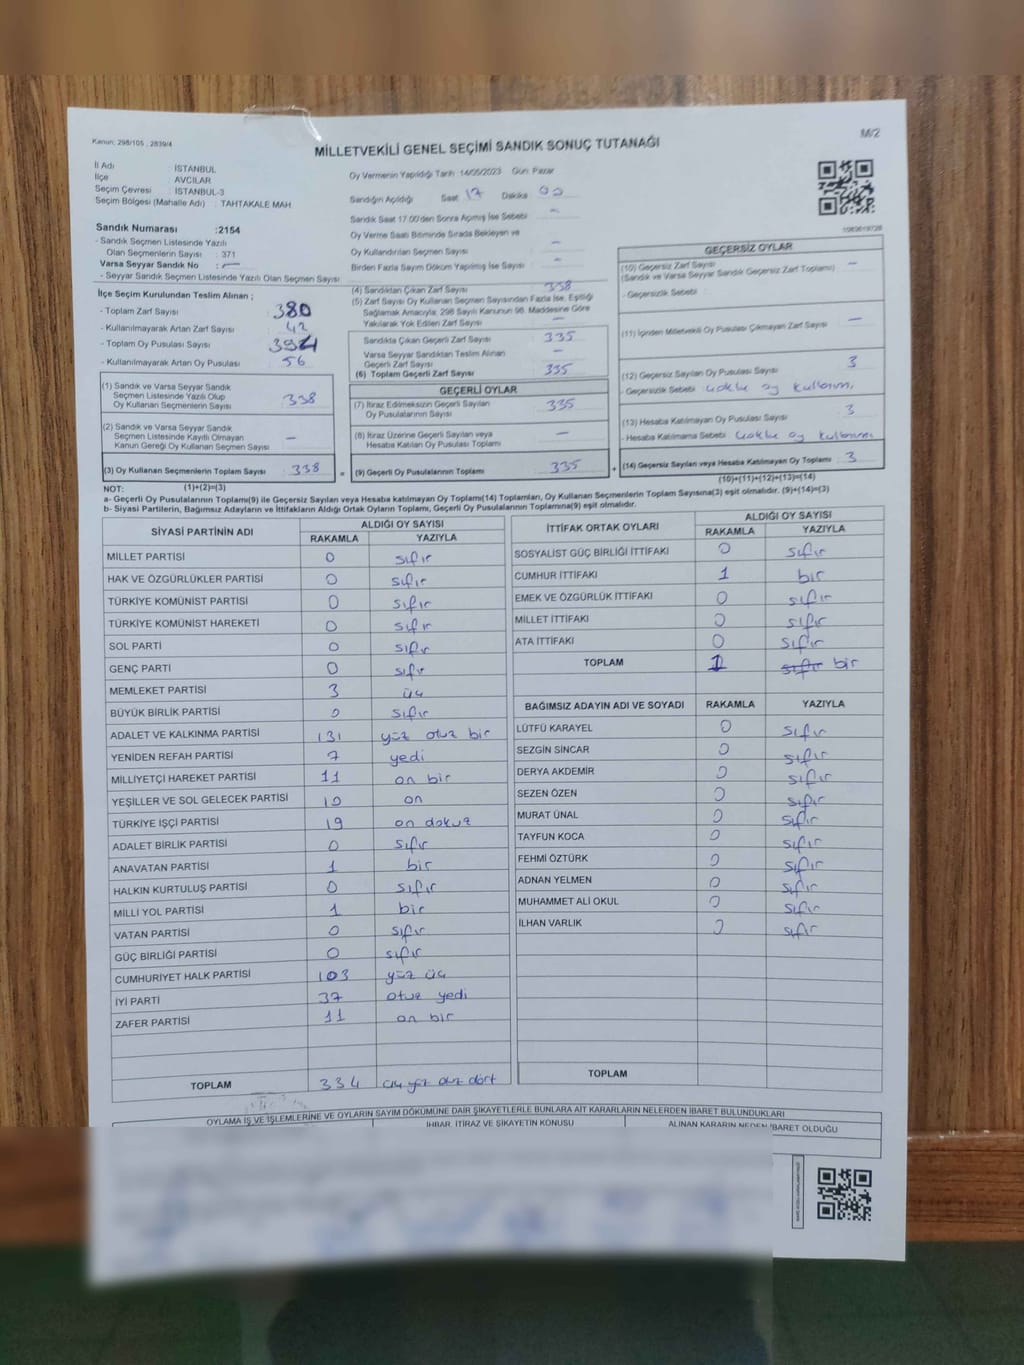 Kanun: 298/105, 2839/4
M/2
MİLLETVEKİLİ GENEL SEÇİMİ SANDIK SONUÇ TUTANAĞI
İl Adı İSTANBUL
İlçe AVCILAR
Seçim Çevresi : İSTANBUL-3
Seçim Bölgesi (Mahalle Adı) : TAHTAKALE MAH
Sandık Numarası :2154
- Sandık Seçmen Listesinde Yazılı
Olan Seçmenlerin Sayısı : 371
Varsa Seyyar Sandık No : —
- Seyyar Sandık Seçmen Listesinde Yazılı Olan Seçmen Sayısı
İlçe Seçim Kurulundan Teslim Alınan ;
- Toplam Zarf Sayısı : 380
- Kullanılmayarak Artan Zarf Sayısı : 42
- Toplam Oy Pusulası Sayısı : 394
- Kullanılmayarak Artan Oy Pusulası : 56
(1) Sandık ve Varsa Seyyar Sandık
Seçmen Listesinde Yazılı Olup
Oy Kullanan Seçmenlerin Sayısı : 338
(2) Sandık ve Varsa Seyyar Sandık
Seçmen Listesinde Kayıtlı Olmayan
Kanun Gereği Oy Kullanan Seçmen Sayısı —
(3) Oy Kullanan Seçmenlerin Toplam Sayısı : 338
Oy Vermenin Yapıldığı Tarih :14/05/2023 Gün: Pazar
Sandığın Açıldığı Saat 17 Dakika 00
Sandık Saat 17.00'den Sonra Açılmış İse Sebebi –
Oy Verme Saati Bitiminde Sırada Bekleyen ve
Oy Kullandırılan Seçmen Sayısı –
Birden Fazla Sayım Döküm Yapılmış İse Sayısı –
(4) Sandıktan Çıkan Zarf Sayısı 338
(5) Zarf Sayısı Oy Kullanan Seçmen Sayısından Fazla İse, Eşitliği
Sağlamak Amacıyla; 298 Sayılı Kanunun 98. Maddesine Göre
Yakılarak Yok Edilen Zarf Sayısı –
Sandıkta Çıkan Geçerli Zarf Sayısı 335
Varsa Seyyar Sandıktan Teslim Alınan
Geçerli Zarf Sayısı –
(6) Toplam Geçerli Zarf Sayısı 335
GEÇERLİ OYLAR
(7) İtiraz Edilmeksizin Geçerli Sayılan
Oy Pusulalarının Sayısı : 335
(8) İtiraz Üzerine Geçerli Sayılan veya
Hesaba Katılan Oy Pusulası Toplamı : –
= (9) Geçerli Oy Pusulalarının Toplamı : 335
GEÇERSİZ OYLAR
(10) Geçersiz Zarf Sayısı
(Sandık ve Varsa Seyyar Sandık Geçersiz Zarf Toplamı) –
- Geçersizlik Sebebi :
(11) İçinden Milletvekili Oy Pusulası Çıkmayan Zarf Sayısı –
(12) Geçersiz Sayılan Oy Pusulası Sayısı 3
- Geçersizlik Sebebi çoklu oy kullanım
(13) Hesaba Katılmayan Oy Pusulası Sayısı 3
- Hesaba Katılmama Sebebi çoklu oy kullanım
+ (14) Geçersiz Sayılan veya Hesaba Katılmayan Oy Toplamı : 3
NOT: (1)+(2)=(3) (10)+(11)+(12)+(13)=(14)
a- Geçerli Oy Pusulalarının Toplamı(9) ile Geçersiz Sayılan veya Hesaba katılmayan Oy Toplamı(14) Toplamları, Oy Kullanan Seçmenlerin Toplam Sayısına(3) eşit olmalıdır. (9)+(14)=(3)
b- Siyasi Partilerin, Bağımsız Adayların ve İttifakların Aldığı Ortak Oyların Toplamı, Geçerli Oy Pusulalarının Toplamına(9) eşit olmalıdır.
SİYASİ PARTİNİN ADI ALDIĞI OY SAYISI
RAKAMLA YAZIYLA
MİLLET PARTİSİ 0 sıfır
HAK VE ÖZGÜRLÜKLER PARTİSİ 0 sıfır
TÜRKİYE KOMÜNİST PARTİSİ 0 sıfır
TÜRKİYE KOMÜNİST HAREKETİ 0 sıfır
SOL PARTİ 0 sıfır
GENÇ PARTİ 0 sıfır
MEMLEKET PARTİSİ 3 üç
BÜYÜK BİRLİK PARTİSİ 0 sıfır
ADALET VE KALKINMA PARTİSİ 131 yüz otuz bir
YENİDEN REFAH PARTİSİ 7 yedi
MİLLİYETÇİ HAREKET PARTİSİ 11 on bir
YEŞİLLER VE SOL GELECEK PARTİSİ 10 on
TÜRKİYE İŞÇİ PARTİSİ 19 on dokuz
ADALET BİRLİK PARTİSİ 0 sıfır
ANAVATAN PARTİSİ 1 bir
HALKIN KURTULUŞ PARTİSİ 0 sıfır
MİLLİ YOL PARTİSİ 1 bir
VATAN PARTİSİ 0 sıfır
GÜÇ BİRLİĞİ PARTİSİ 0 sıfır
CUMHURİYET HALK PARTİSİ 103 yüz üç
İYİ PARTİ 37 otuz yedi
ZAFER PARTİSİ 11 on bir
TOPLAM 334 üç yüz otuz dört
İTTİFAK ORTAK OYLARI ALDIĞI OY SAYISI
RAKAMLA YAZIYLA
SOSYALİST GÜÇ BİRLİĞİ İTTİFAKI 0 sıfır
CUMHUR İTTİFAKI 1 bir
EMEK VE ÖZGÜRLÜK İTTİFAKI 0 sıfır
MİLLET İTTİFAKI 0 sıfır
ATA İTTİFAKI 0 sıfır
TOPLAM 1 sıfır bir
BAĞIMSIZ ADAYIN ADI VE SOYADI RAKAMLA YAZIYLA
LÜTFÜ KARAYEL 0 sıfır
SEZGİN SİNCAR 0 sıfır
DERYA AKDEMİR 0 sıfır
SEZEN ÖZEN 0 sıfır
MURAT ÜNAL 0 sıfır
TAYFUN KOCA 0 sıfır
FEHMİ ÖZTÜRK 0 sıfır
ADNAN YELMEN 0 sıfır
MUHAMMET ALİ OKUL 0 sıfır
İLHAN VARLIK 0 sıfır
TOPLAM
OYLAMA İŞ VE İŞLEMLERİNE VE OYLARIN SAYIM DÖKÜMÜNE DAİR ŞİKAYETLERLE BUNLARA AİT KARARLARIN NELERDEN İBARET BULUNDUKLARI
İHBAR, İTİRAZ VE ŞİKAYETİN KONUSU
ALINAN KARARIN NEDEN İBARET OLDUĞU